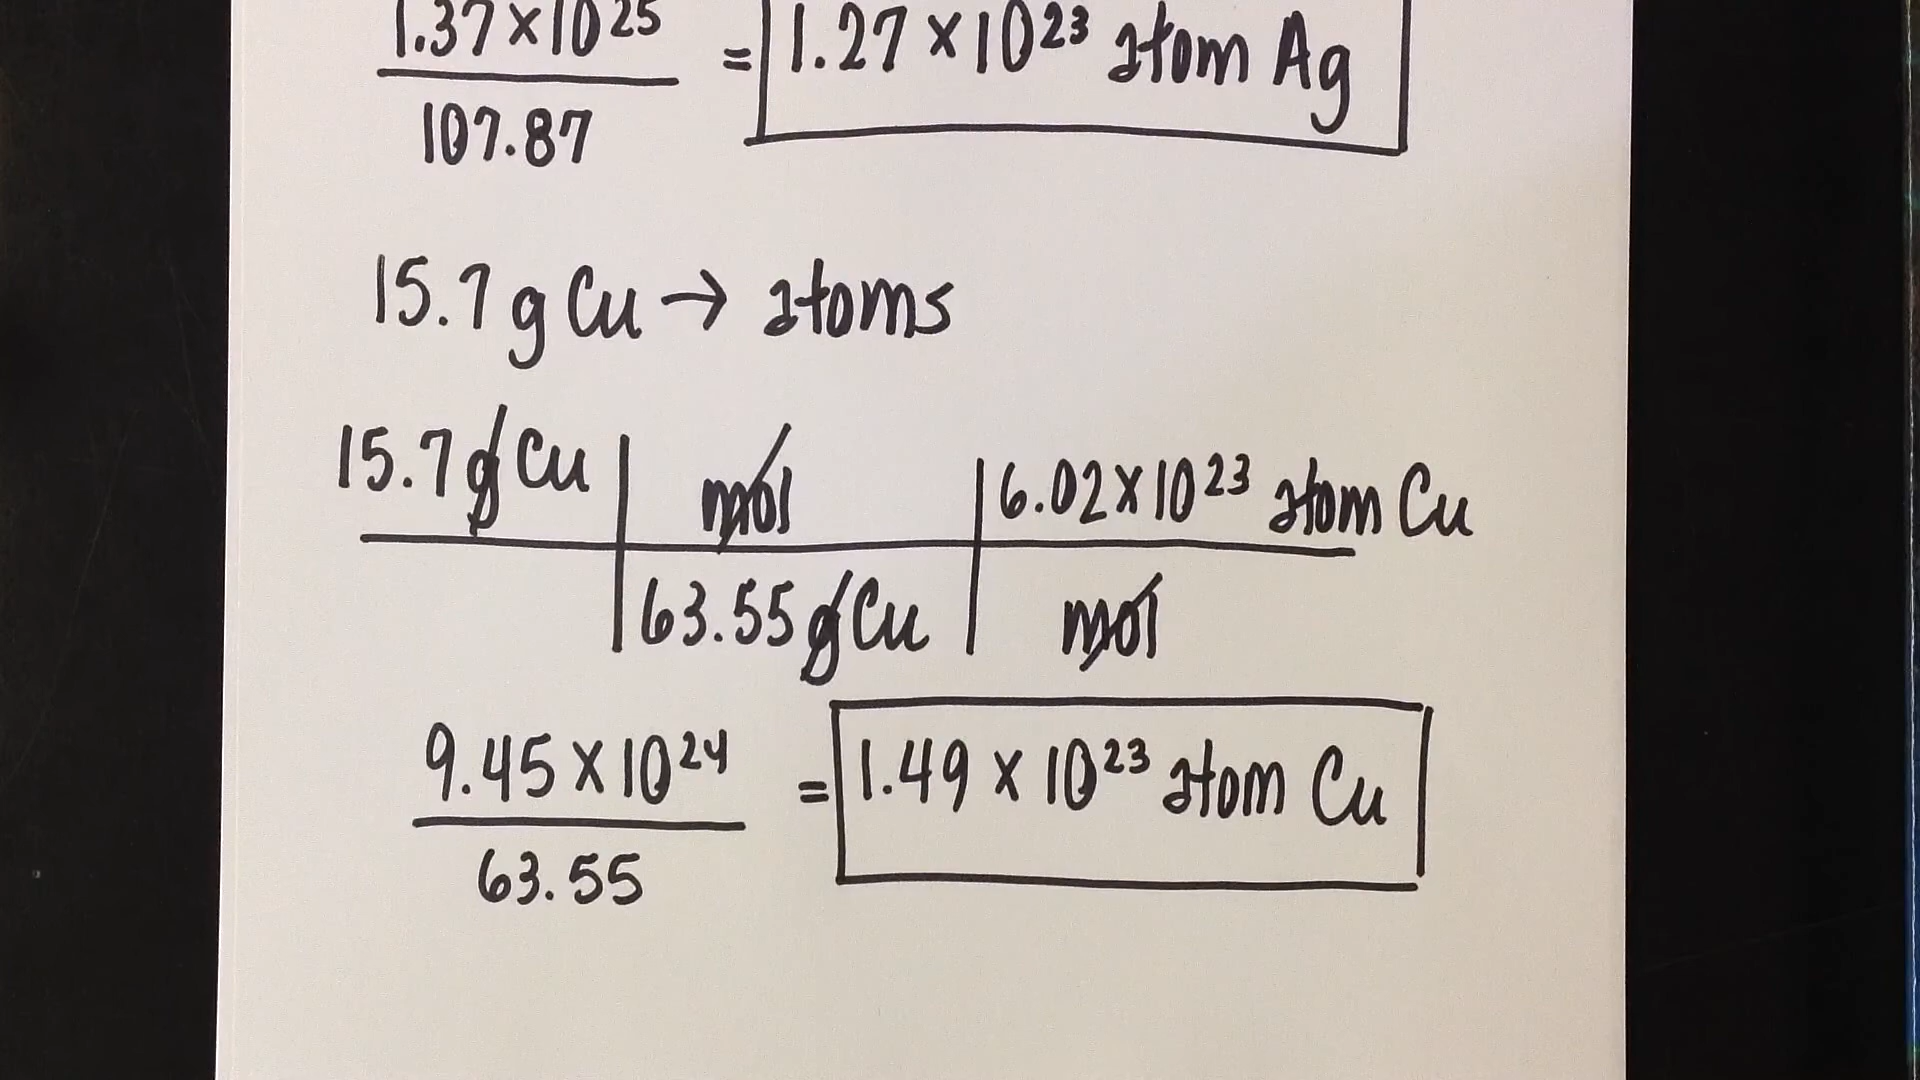 1.37 × 10²⁵ = 1.27 × 10²³ atom Ag
107.87
15.7 g Cu → atoms
15.7 g Cu | mol | 6.02 × 10²³ atom Cu
63.55 g Cu | mol
9.45 × 10²⁴ = 1.49 × 10²³ atom Cu
63.55